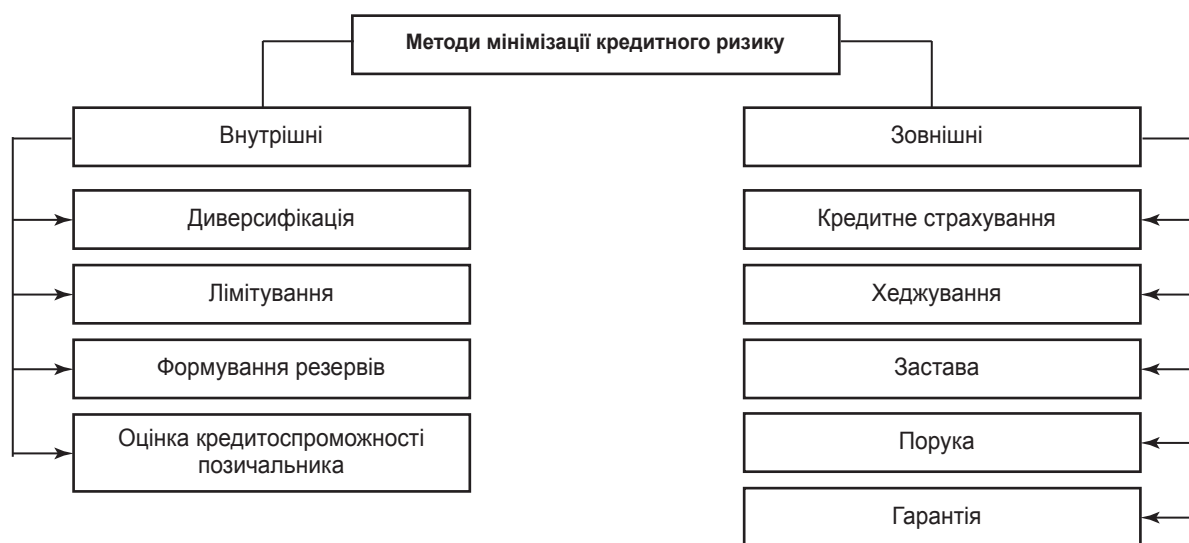 Методи мінімізації кредитного ризику
Внутрішні
Диверсифікація
Лімітування
Формування резервів
Оцінка кредитоспроможності
позичальника
Зовнішні
Кредитне страхування
Хеджування
Застава
Порука
Гарантія